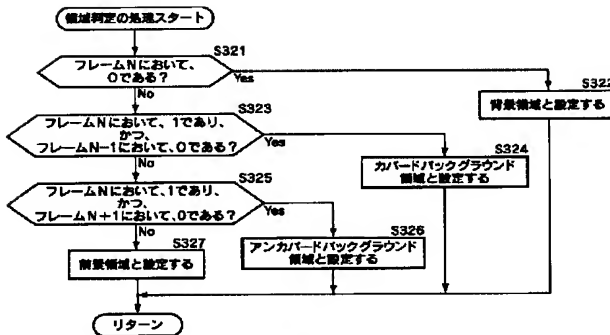 領域判定の処理スタート
S321
フレームNにおいて、
0である?
Yes
No
S322
背景領域と設定する
S323
フレームNにおいて、1であり、
かつ、
フレームN−1において、0である?
Yes
No
S324
カバードバックグラウンド
領域と設定する
S325
フレームNにおいて、1であり、
かつ、
フレームN+1において、0である?
Yes
No
S326
アンカバードバックグラウンド
領域と設定する
S327
前景領域と設定する
リターン